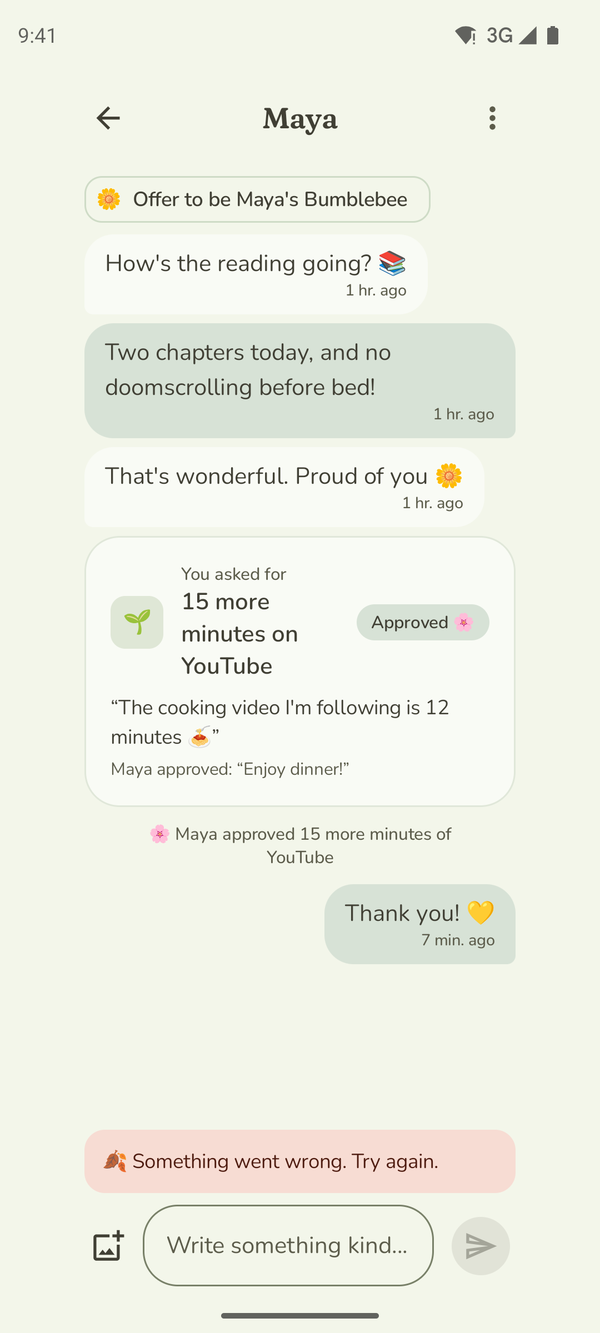 9:41
3G
Maya
🌼 Offer to be Maya's Bumblebee
How's the reading going? 📚
1 hr. ago
Two chapters today, and no
doomscrolling before bed!
1 hr. ago
That's wonderful. Proud of you 🌼
1 hr. ago
You asked for
15 more
minutes on
YouTube
Approved 🌸
“The cooking video I'm following is 12
minutes 🍝”
Maya approved: “Enjoy dinner!”
🌸 Maya approved 15 more minutes of
YouTube
Thank you! 💛
7 min. ago
🍂 Something went wrong. Try again.
Write something kind...